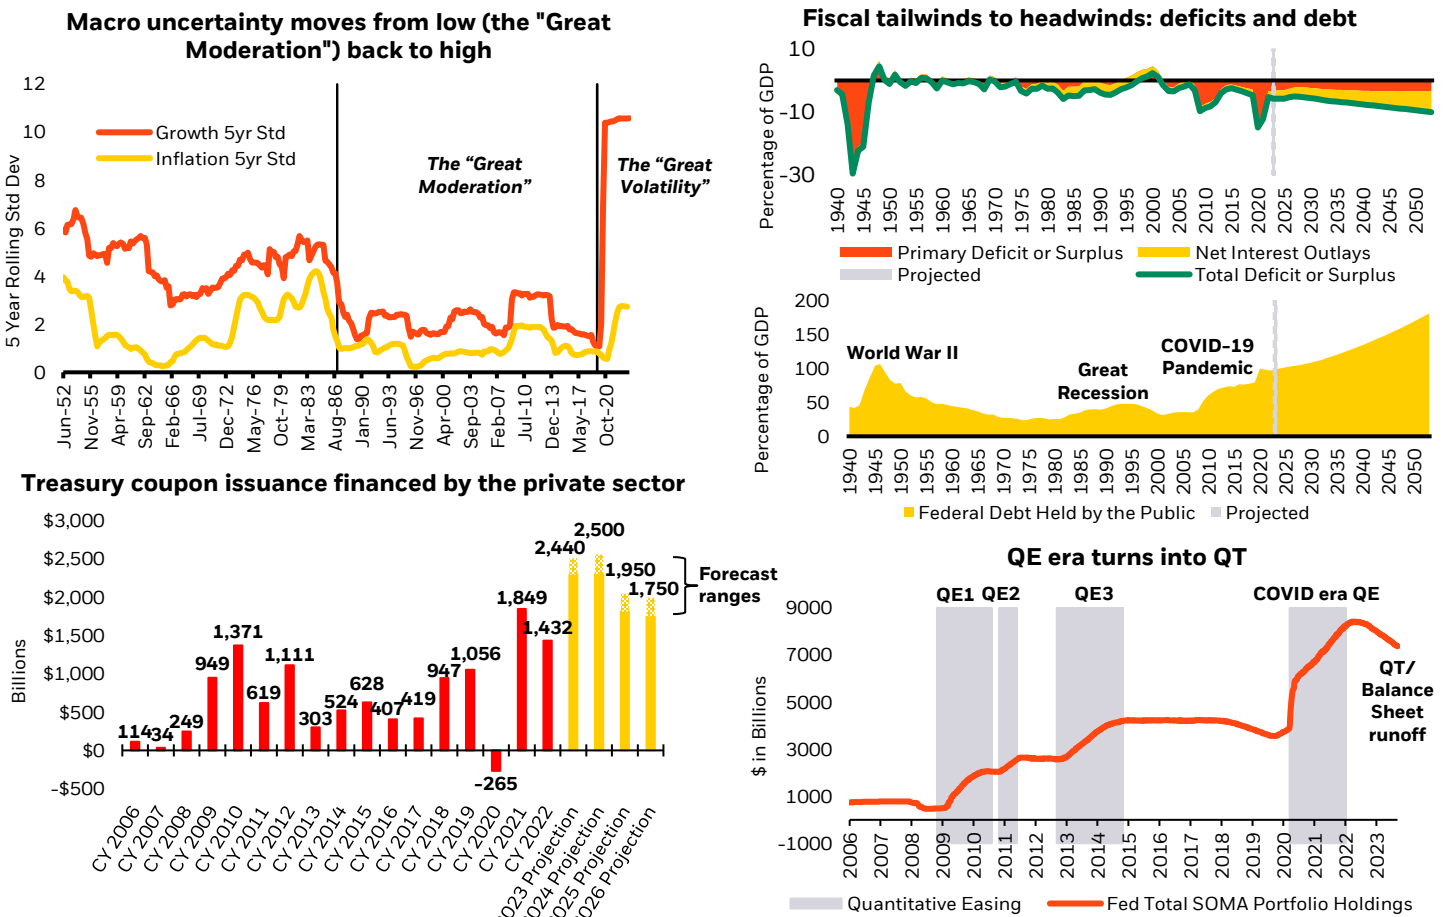 Macro uncertainty moves from low (the "Great
Moderation") back to high
12
10
8
6
4
2
0
5 Year Rolling Std Dev
Growth 5yr Std
Inflation 5yr Std
The “Great
Moderation”
The “Great
Volatility”
Jun-52
Nov-55
Apr-59
Sep-62
Feb-66
Jul-69
Dec-72
May-76
Oct-79
Mar-83
Aug-86
Jan-90
Jun-93
Nov-96
Apr-00
Sep-03
Feb-07
Jul-10
Dec-13
May-17
Oct-20
Fiscal tailwinds to headwinds: deficits and debt
10
-10
-30
Percentage of GDP
1940
1945
1950
1955
1960
1965
1970
1975
1980
1985
1990
1995
2000
2005
2010
2015
2020
2025
2030
2035
2040
2045
2050
Primary Deficit or Surplus
Net Interest Outlays
Projected
Total Deficit or Surplus
200
150
100
50
0
Percentage of GDP
World War II
Great
Recession
COVID-19
Pandemic
1940
1945
1950
1955
1960
1965
1970
1975
1980
1985
1990
1995
2000
2005
2010
2015
2020
2025
2030
2035
2040
2045
2050
Federal Debt Held by the Public
Projected
Treasury coupon issuance financed by the private sector
$3,000
$2,500
$2,000
$1,500
$1,000
$500
$0
-$500
Billions
114
34
249
949
1,371
619
1,111
303
524
628
407
419
947
1,056
-265
1,849
1,432
2,440
2,500
1,950
1,750
Forecast
ranges
CY 2006
CY 2007
CY 2008
CY 2009
CY 2010
CY 2011
CY 2012
CY 2013
CY 2014
CY 2015
CY 2016
CY 2017
CY 2018
CY 2019
CY 2020
CY 2021
CY 2022
2023 Projection
2024 Projection
2025 Projection
2026 Projection
QE era turns into QT
QE1
QE2
QE3
COVID era QE
9000
7000
5000
3000
1000
-1000
$ in Billions
QT/
Balance
Sheet
runoff
2006
2007
2008
2009
2010
2011
2012
2013
2014
2015
2016
2017
2018
2019
2020
2021
2022
2023
Quantitative Easing
Fed Total SOMA Portfolio Holdings